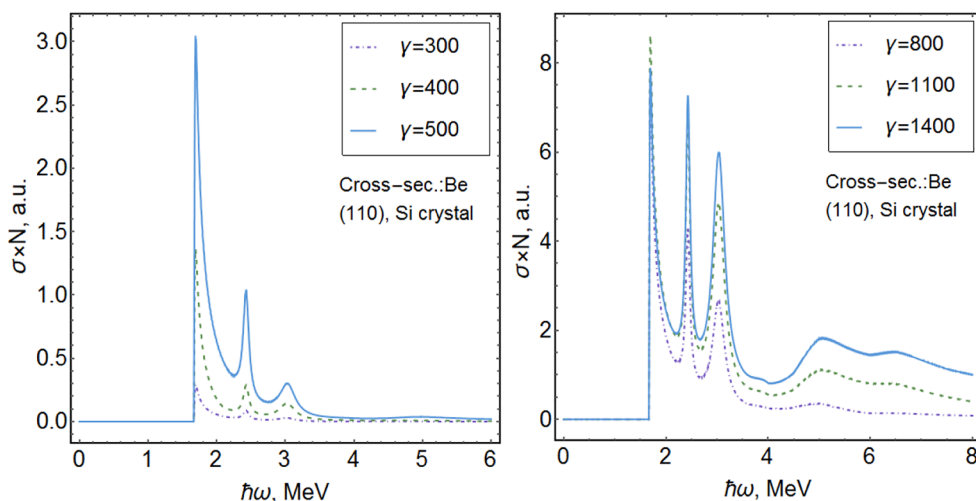 γ=300
γ=400
γ=500
Cross-sec.:Be
(110), Si crystal
σ×N, a.u.
3.0
2.5
2.0
1.5
1.0
0.5
0.0
0 1 2 3 4 5 6
ħω, MeV
γ=800
γ=1100
γ=1400
Cross-sec.:Be
(110), Si crystal
σ×N, a.u.
8
6
4
2
0
0 2 4 6 8
ħω, MeV